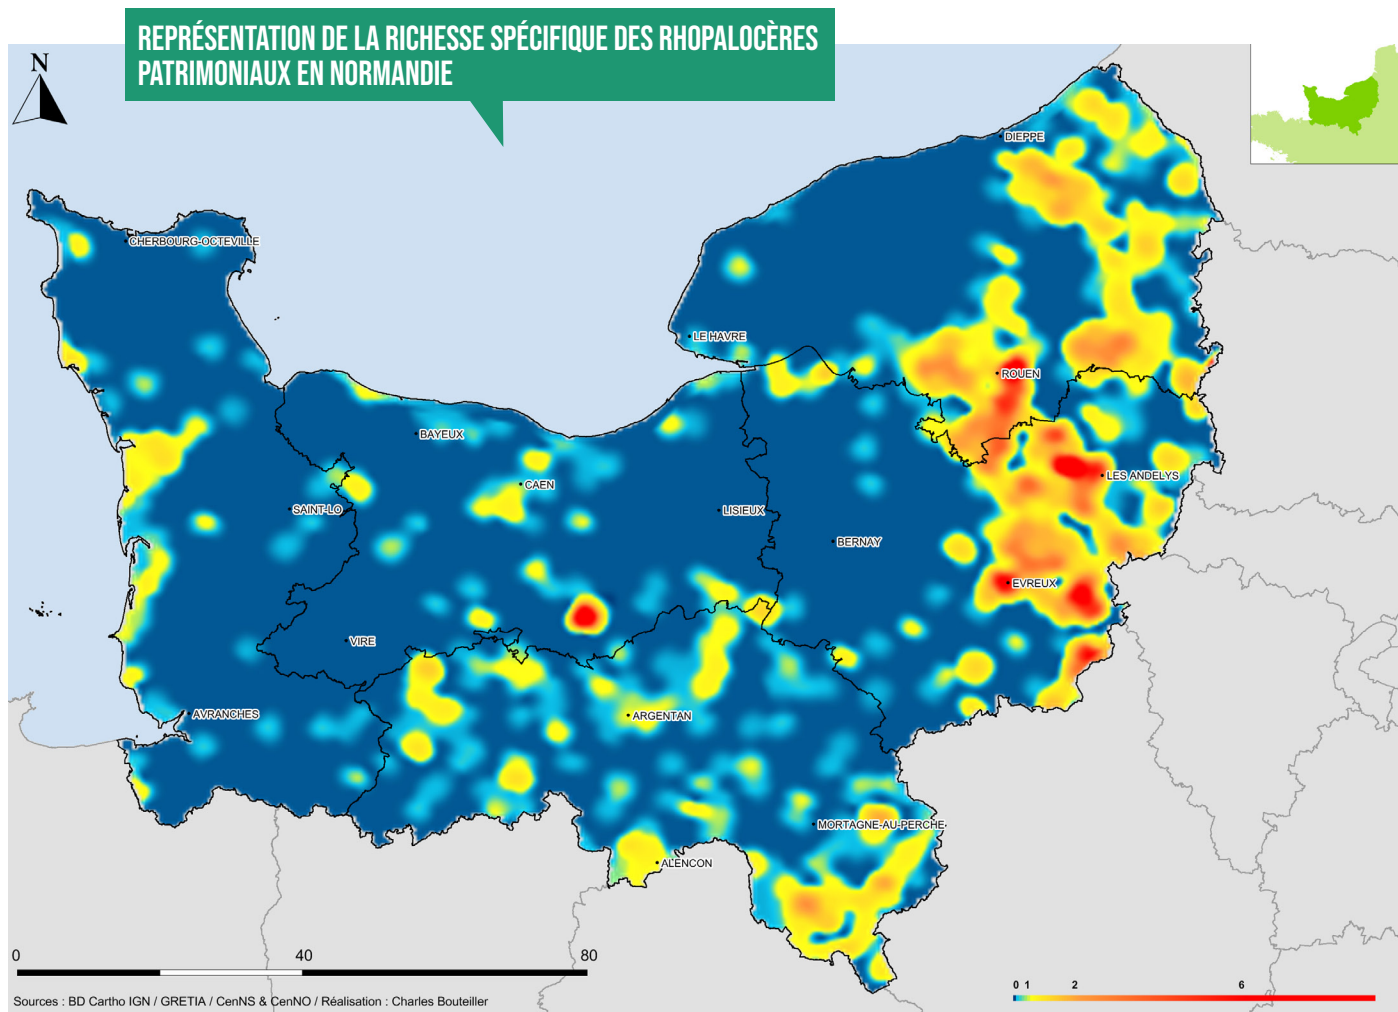 REPRÉSENTATION DE LA RICHESSE SPÉCIFIQUE DES RHOPALOCÈRES
PATRIMONIAUX EN NORMANDIE
N
DIEPPE
CHERBOURG-OCTEVILLE
LE HAVRE
ROUEN
BAYEUX
LES ANDELYS
CAEN
SAINT-LO
LISIEUX
BERNAY
EVREUX
VIRE
AVRANCHES
ARGENTAN
MORTAGNE-AU-PERCHE
ALENCON
0 40 80
0 1 2 6
Sources : BD Cartho IGN / GRETIA / CenNS & CenNO / Réalisation : Charles Bouteiller